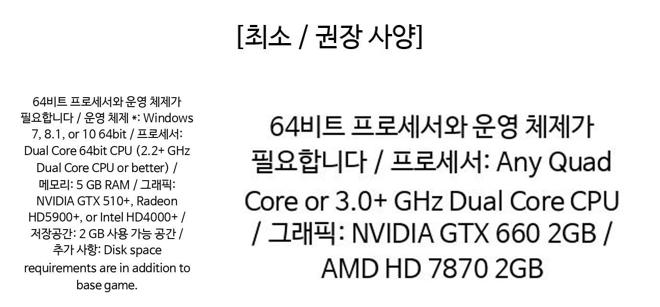 [최소 / 권장 사양]
64비트 프로세서와 운영 체제가
필요합니다 / 운영 체제 *: Windows
7, 8.1, or 10 64bit / 프로세서:
Dual Core 64bit CPU (2.2+ GHz
Dual Core CPU or better) /
메모리: 5 GB RAM / 그래픽:
NVIDIA GTX 510+, Radeon
HD5900+, or Intel HD4000+ /
저장공간: 2 GB 사용 가능 공간 /
추가 사항: Disk space
requirements are in addition to
base game.
64비트 프로세서와 운영 체제가
필요합니다 / 프로세서: Any Quad
Core or 3.0+ GHz Dual Core CPU
/ 그래픽: NVIDIA GTX 660 2GB /
AMD HD 7870 2GB